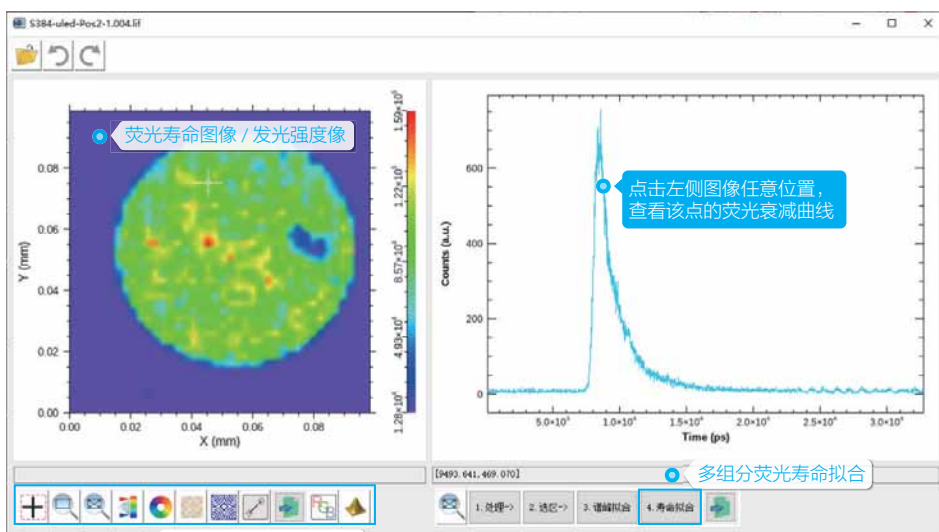 S384-uled-Pos2-1.004.lif
荧光寿命图像 / 发光强度像
0.08
0.06
0.04
0.02
0.00
Y (mm)
0.00
0.02
0.04
0.06
0.08
X (mm)
1.59×10⁵
1.22×10⁵
8.57×10⁴
4.93×10⁴
1.28×10⁴
点击左侧图像任意位置,
查看该点的荧光衰减曲线
600
400
200
0
Counts (a.u.)
5.0×10⁵
1.0×10⁶
1.5×10⁶
2.0×10⁶
2.5×10⁶
3.0×10⁶
Time (ps)
[9493.641,469.070]
多组分荧光寿命拟合
1.处理->
2.选区->
3.谱峰拟合
4.寿命拟合